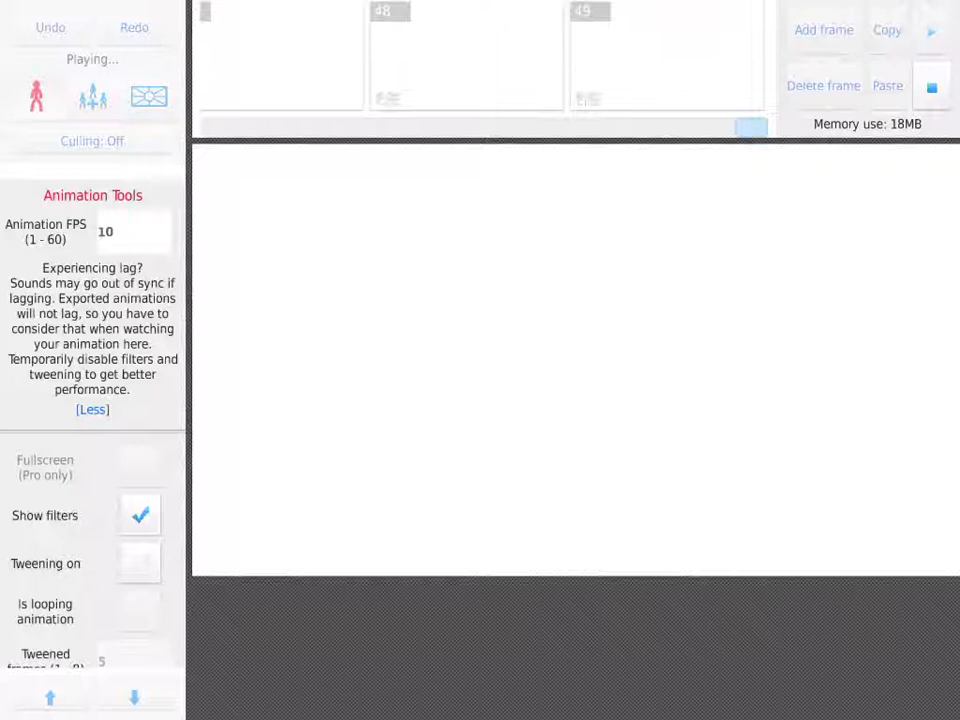 Undo Redo
Playing...
Culling: Off
Animation Tools
Animation FPS
(1 - 60)
10
Experiencing lag?
Sounds may go out of sync if
lagging. Exported animations
will not lag, so you have to
consider that when watching
your animation here.
Temporarily disable filters and
tweening to get better
performance.
[Less]
Fullscreen
(Pro only)
Show filters
Tweening on
Is looping
animation
Tweened
frames (1 - 9)
5
48
49
Add frame Copy
Delete frame Paste
Memory use: 18MB